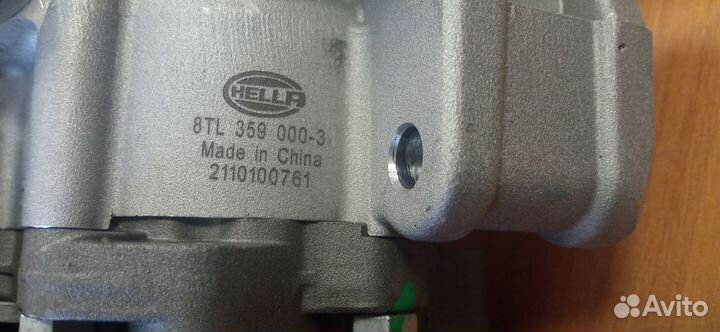 HELLA
8TL 359 000-3
Made in China
2110100761
Avito